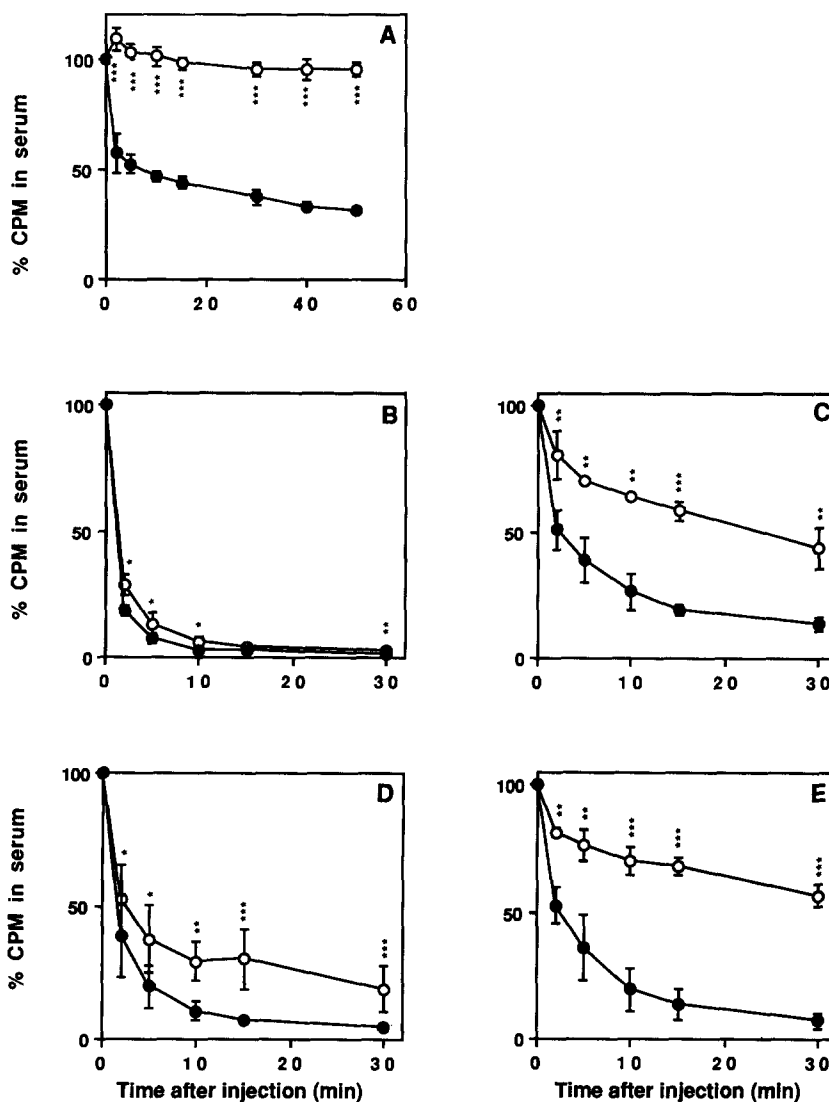 A
% CPM in serum
100
50
0
*** *** *** *** *** *** ***
0 20 40 60
B
% CPM in serum
100
50
0
* * * **
0 10 20 30
C
100
50
0
** ** ** *** **
0 10 20 30
D
% CPM in serum
100
50
0
* * ** *** ***
0 10 20 30
Time after injection (min)
E
100
50
0
** ** *** *** ***
0 10 20 30
Time after injection (min)